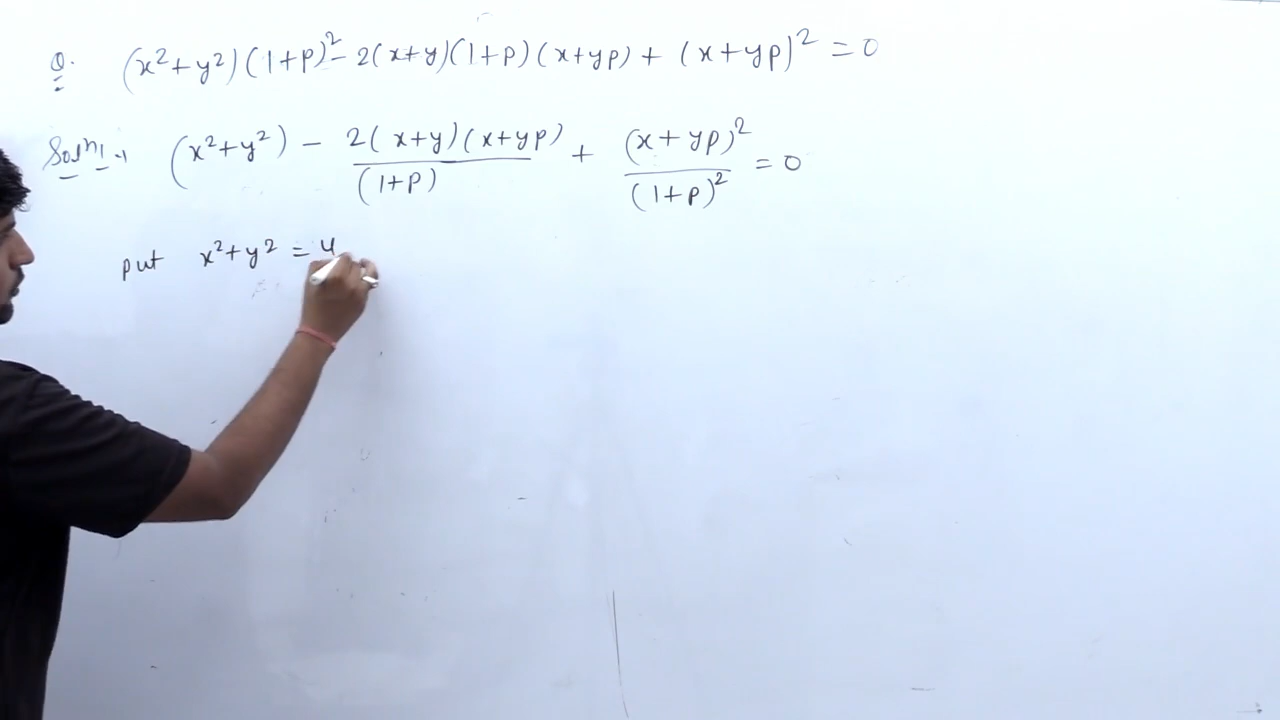 Q. (x²+y²)(1+p)² - 2(x+y)(1+p)(x+yp) + (x+yp)² = 0
Soln:- (x²+y²) - 2(x+y)(x+yp)/(1+p) + (x+yp)²/(1+p)² = 0
put x²+y² = u